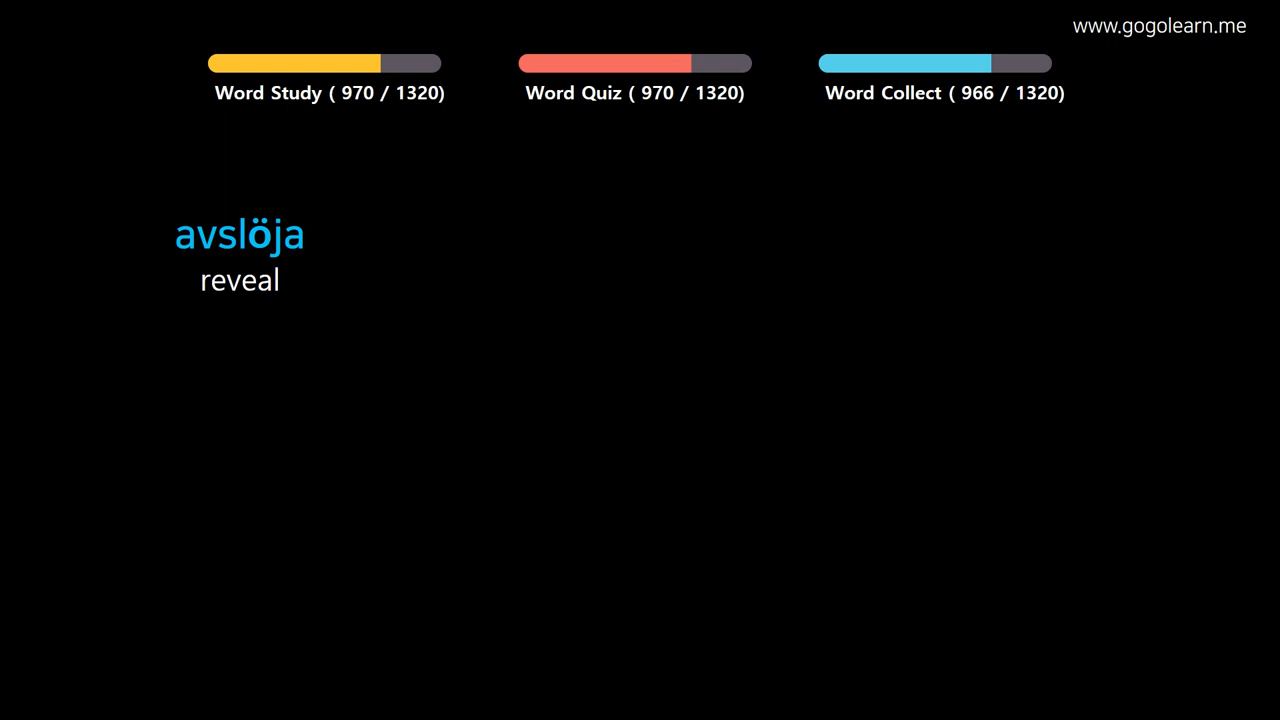 www.gogolearn.me
Word Study ( 970 / 1320)
Word Quiz ( 970 / 1320)
Word Collect ( 966 / 1320)
avslöja
reveal